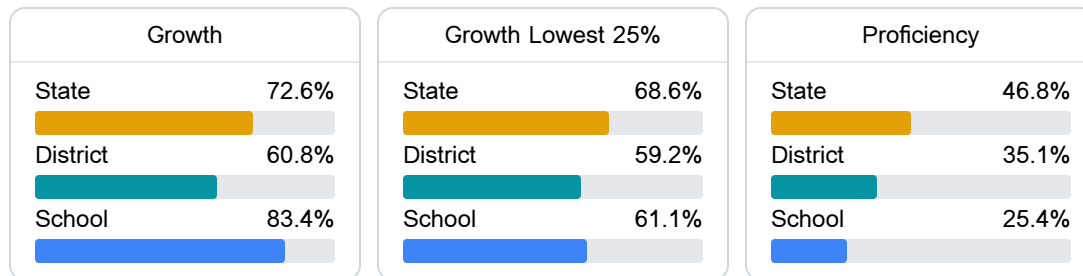 Growth
State 72.6%
District 60.8%
School 83.4%
Growth Lowest 25%
State 68.6%
District 59.2%
School 61.1%
Proficiency
State 46.8%
District 35.1%
School 25.4%